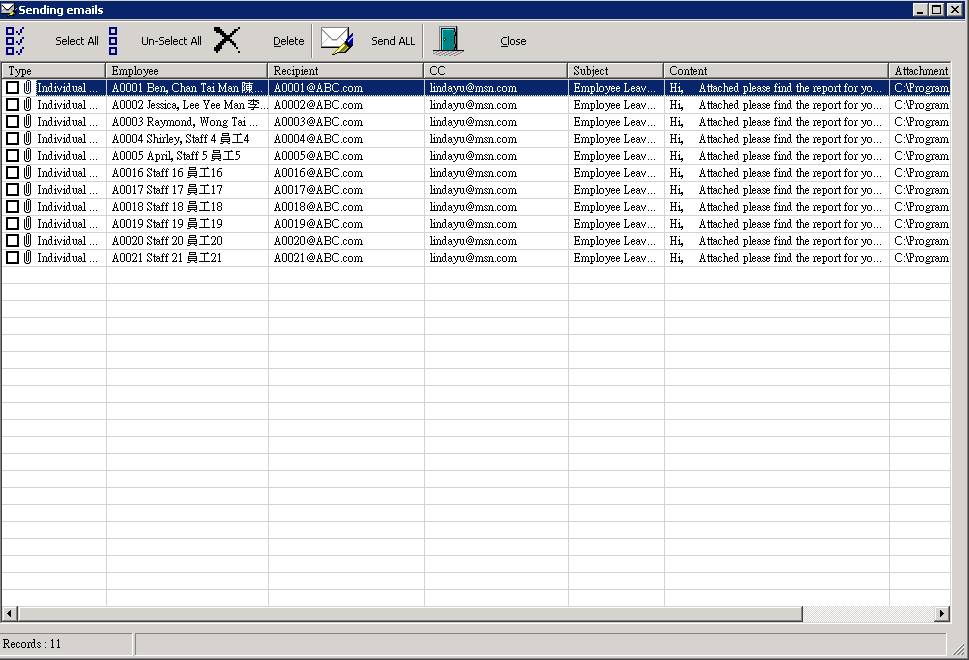 Sending emails
Select All Un-Select All Delete Send ALL Close
Type Employee Recipient CC Subject Content Attachment
Individual ... A0001 Ben, Chan Tai Man 陳... A0001@ABC.com lindayu@msn.com Employee Leav... Hi, Attached please find the report for yo... C:\Program
Individual ... A0002 Jessica, Lee Yee Man 李... A0002@ABC.com lindayu@msn.com Employee Leav... Hi, Attached please find the report for yo... C:\Program
Individual ... A0003 Raymond, Wong Tai ... A0003@ABC.com lindayu@msn.com Employee Leav... Hi, Attached please find the report for yo... C:\Program
Individual ... A0004 Shirley, Staff 4 員工4 A0004@ABC.com lindayu@msn.com Employee Leav... Hi, Attached please find the report for yo... C:\Program
Individual ... A0005 April, Staff 5 員工5 A0005@ABC.com lindayu@msn.com Employee Leav... Hi, Attached please find the report for yo... C:\Program
Individual ... A0016 Staff 16 員工16 A0016@ABC.com lindayu@msn.com Employee Leav... Hi, Attached please find the report for yo... C:\Program
Individual ... A0017 Staff 17 員工17 A0017@ABC.com lindayu@msn.com Employee Leav... Hi, Attached please find the report for yo... C:\Program
Individual ... A0018 Staff 18 員工18 A0018@ABC.com lindayu@msn.com Employee Leav... Hi, Attached please find the report for yo... C:\Program
Individual ... A0019 Staff 19 員工19 A0019@ABC.com lindayu@msn.com Employee Leav... Hi, Attached please find the report for yo... C:\Program
Individual ... A0020 Staff 20 員工20 A0020@ABC.com lindayu@msn.com Employee Leav... Hi, Attached please find the report for yo... C:\Program
Individual ... A0021 Staff 21 員工21 A0021@ABC.com lindayu@msn.com Employee Leav... Hi, Attached please find the report for yo... C:\Program
Records : 11